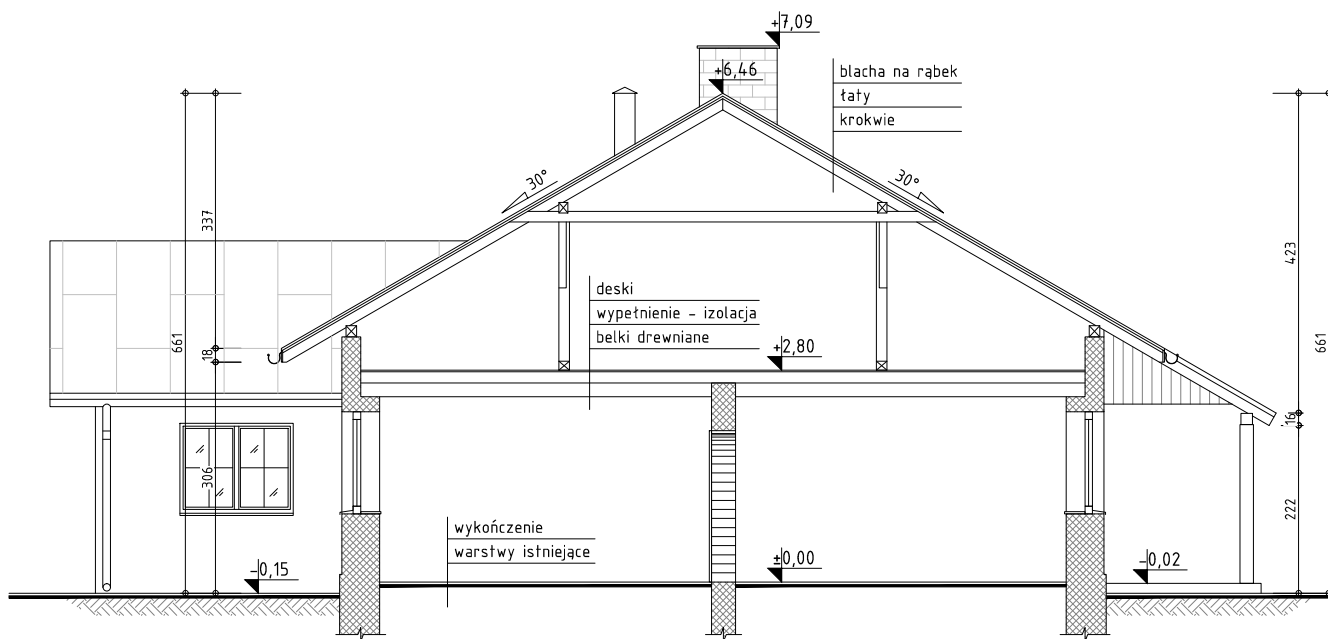 +7,09
+6,46
blacha na rąbek
łaty
krokwie
30°
30°
337
423
deski
wypełnienie - izolacja
belki drewniane
661
18
+2,80
661
16
306
222
wykończenie
warstwy istniejące
-0,15
±0,00
-0,02